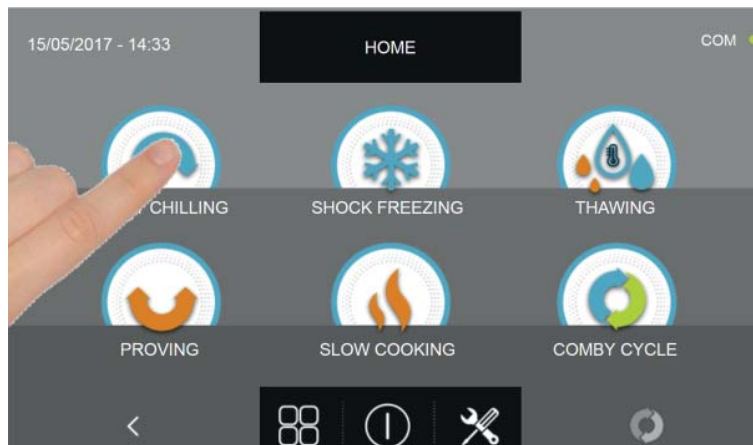 15/05/2017 - 14:33
HOME
COM
CHILLING
SHOCK FREEZING
THAWING
PROVING
SLOW COOKING
COMBY CYCLE